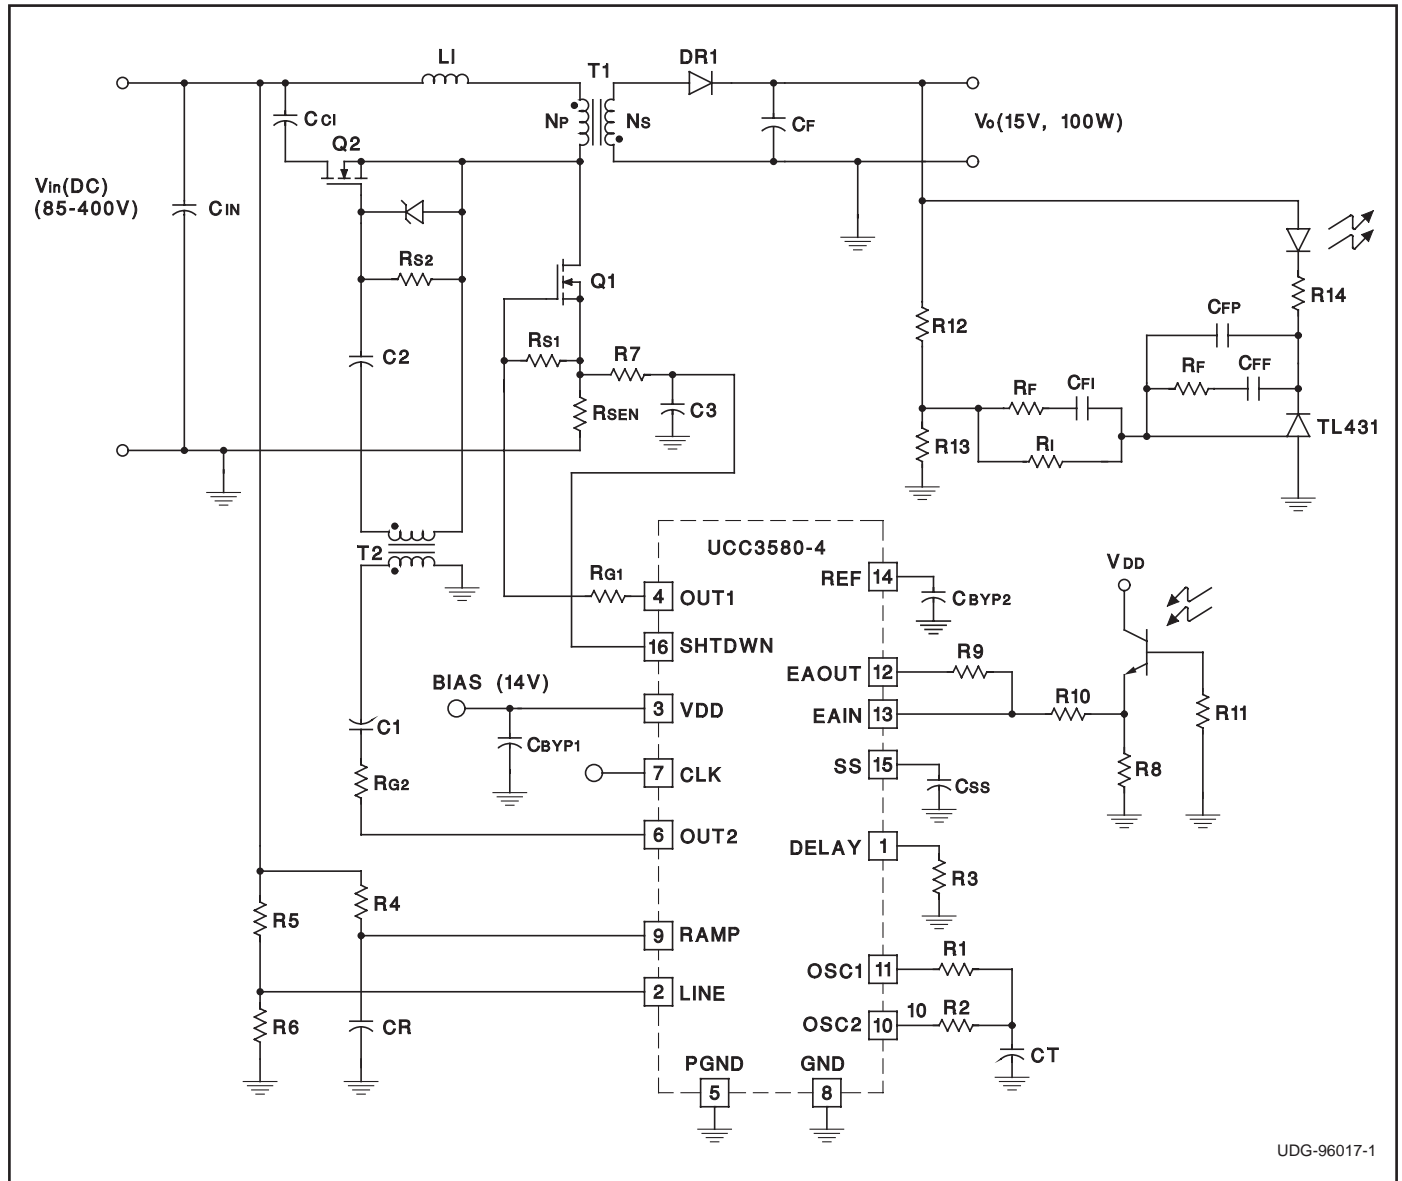 LI
T1
DR1
CCI
NP
NS
CF
Vo(15V, 100W)
Q2
Vin(DC)
(85-400V)
CIN
RS2
Q1
R14
CFP
R12
C2
RS1
R7
RF
CFF
RF
CFI
RSEN
C3
TL431
R13
RI
T2
UCC3580-4
VDD
RG1
4
OUT1
REF
14
CBYP2
16
SHTDWN
R9
EAOUT
12
BIAS (14V)
R10
3
VDD
EAIN
13
R11
C1
CBYP1
7
CLK
SS
15
R8
RG2
CSS
6
OUT2
DELAY
1
R3
R4
R5
9
RAMP
R1
OSC1
11
2
LINE
10
R2
R6
CR
OSC2
10
CT
PGND
GND
5
8
UDG-96017-1